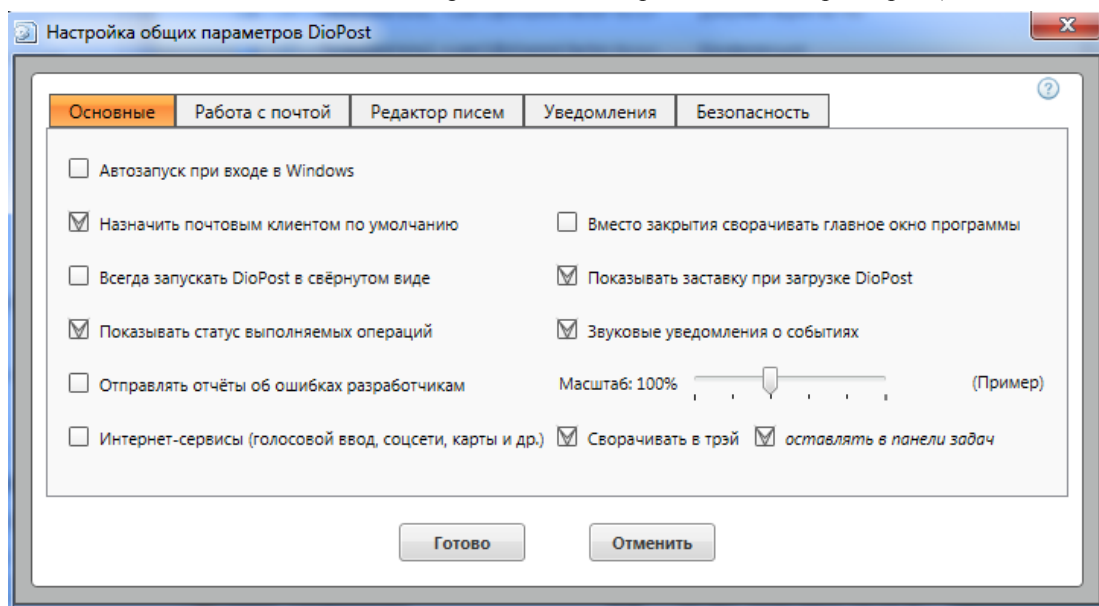 Настройка общих параметров DioPost
Основные Работа с почтой Редактор писем Уведомления Безопасность
Автозапуск при входе в Windows
Назначить почтовым клиентом по умолчанию Вместо закрытия сворачивать главное окно программы
Всегда запускать DioPost в свёрнутом виде Показывать заставку при загрузке DioPost
Показывать статус выполняемых операций Звуковые уведомления о событиях
Отправлять отчёты об ошибках разработчикам Масштаб: 100% (Пример)
Интернет-сервисы (голосовой ввод, соцсети, карты и др.) Сворачивать в трэй оставлять в панели задач
Готово Отменить